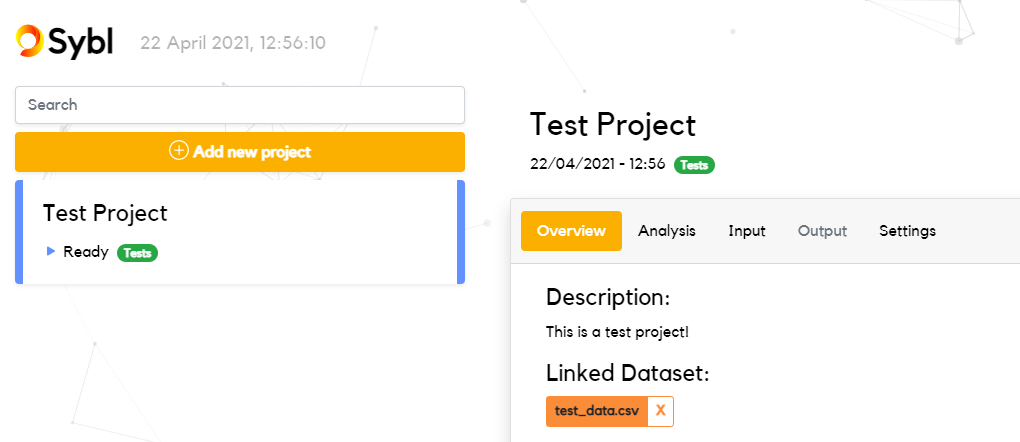 Sybl
22 April 2021, 12:56:10
Search
Add new project
Test Project
Ready Tests
Test Project
22/04/2021 - 12:56 Tests
Overview Analysis Input Output Settings
Description:
This is a test project!
Linked Dataset:
test_data.csv X